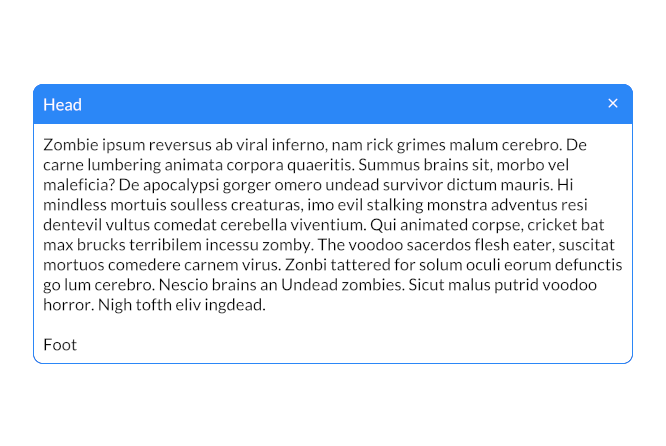 Head ×
Zombie ipsum reversus ab viral inferno, nam rick grimes malum cerebro. De
carne lumbering animata corpora quaeritis. Summus brains sit, morbo vel
maleficia? De apocalypsi gorger omero undead survivor dictum mauris. Hi
mindless mortuis soulless creaturas, imo evil stalking monstra adventus resi
dentevil vultus comedat cerebella viventium. Qui animated corpse, cricket bat
max brucks terribilem incessu zomby. The voodoo sacerdos flesh eater, suscitat
mortuos comedere carnem virus. Zonbi tattered for solum oculi eorum defunctis
go lum cerebro. Nescio brains an Undead zombies. Sicut malus putrid voodoo
horror. Nigh tofth eliv ingdead.
Foot